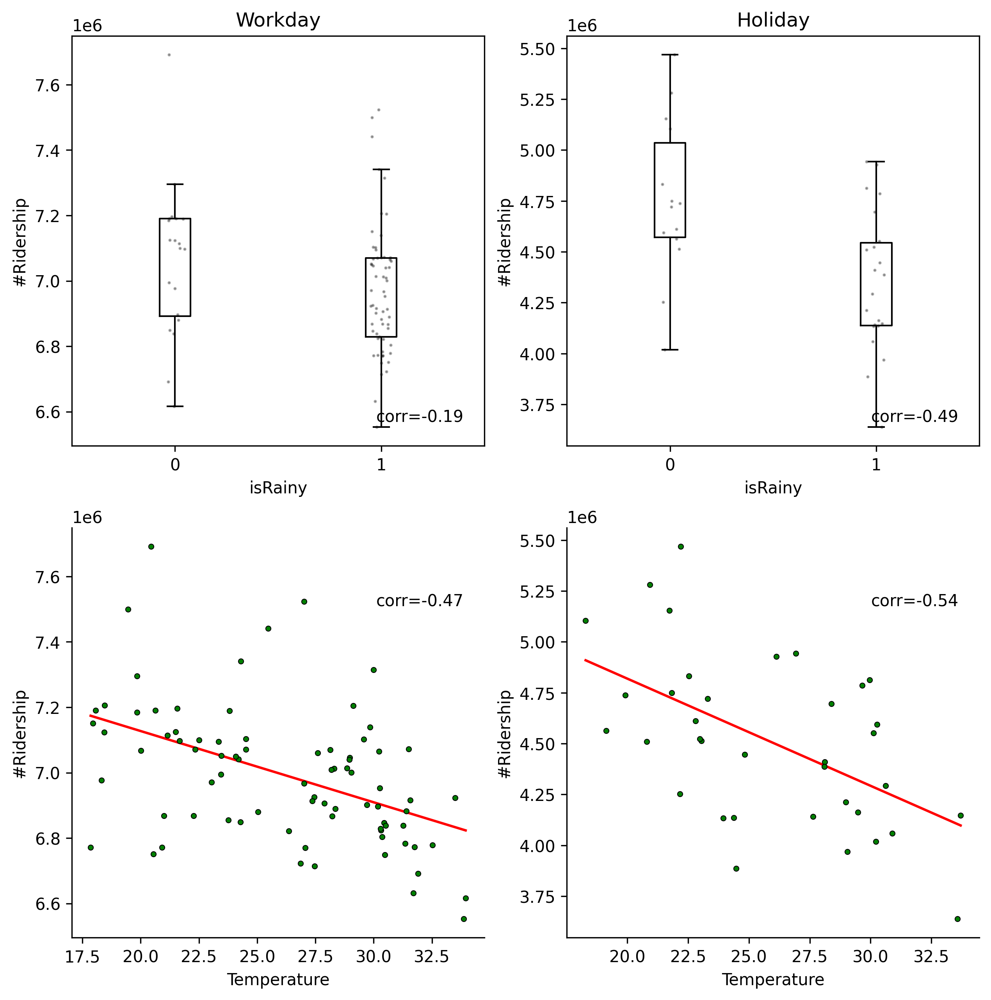 Workday
1e6
7.6
7.4
7.2
7.0
6.8
6.6
#Ridership
corr=-0.19
0 1
isRainy
Holiday
1e6
5.50
5.25
5.00
4.75
4.50
4.25
4.00
3.75
#Ridership
corr=-0.49
0 1
isRainy
1e6
7.6
7.4
7.2
7.0
6.8
6.6
#Ridership
corr=-0.47
17.5 20.0 22.5 25.0 27.5 30.0 32.5
Temperature
1e6
5.50
5.25
5.00
4.75
4.50
4.25
4.00
3.75
#Ridership
corr=-0.54
20.0 22.5 25.0 27.5 30.0 32.5
Temperature